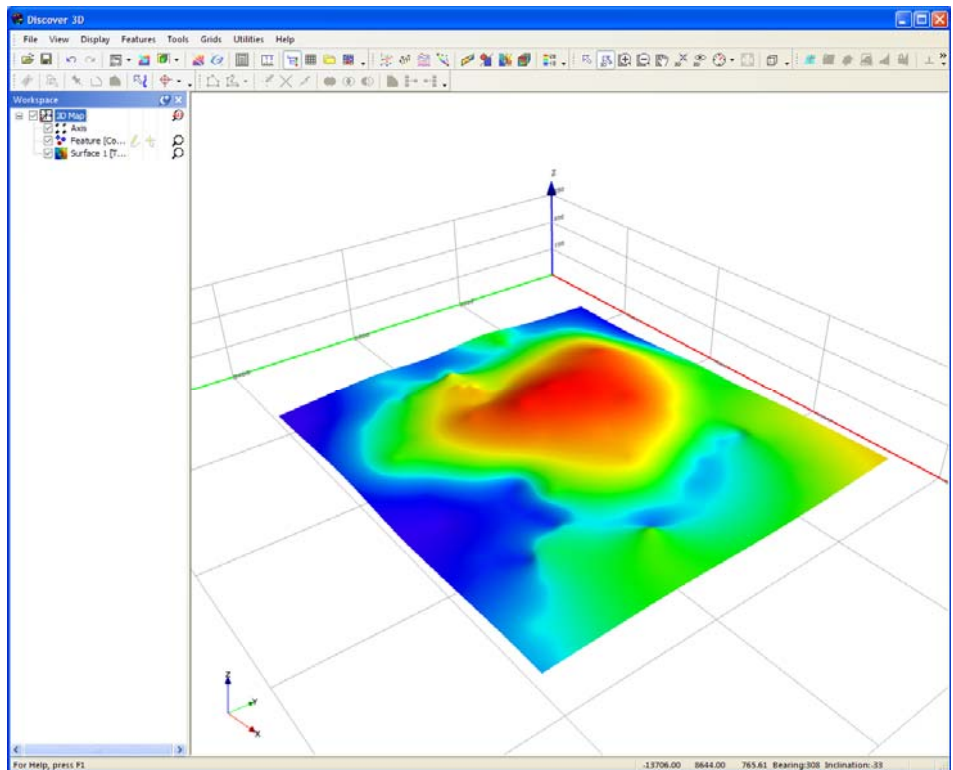 Discover 3D
File View Display Features Tools Grids Utilities Help
Workspace
3D Map
Axis
Feature [Co...
Surface 1 [T...
Z
Z
Y
X
For Help, press F1
-13706.00 8644.00 765.61 Bearing:308 Inclination:-33